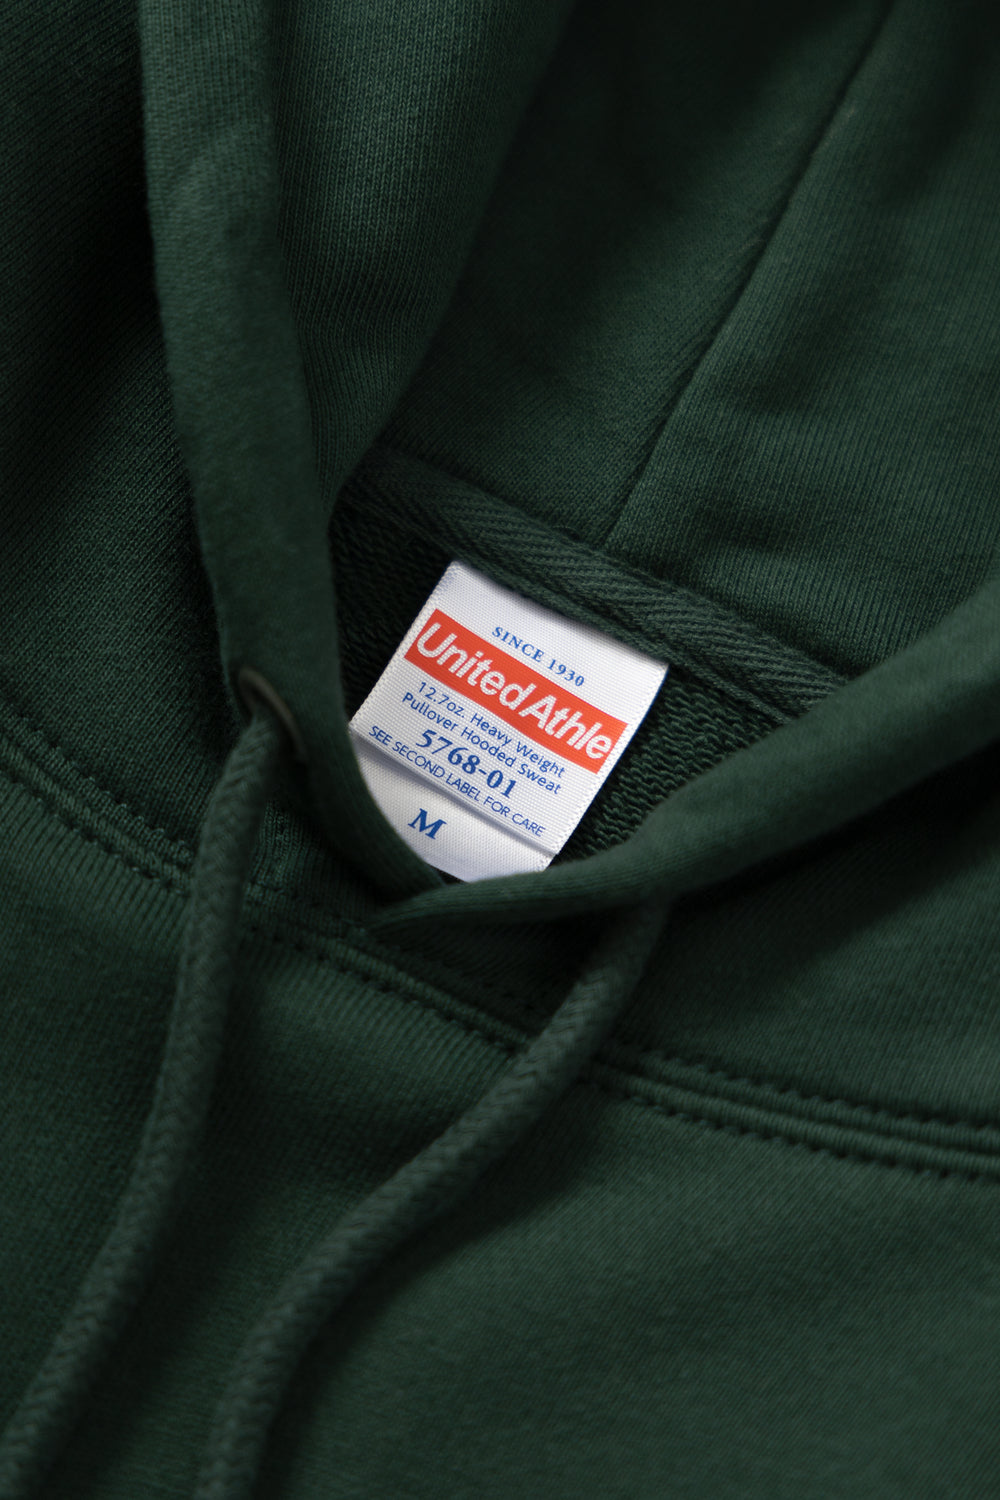 SINCE 1930
UnitedAthle
12.7oz. Heavy Weight
Pullover Hooded Sweat
5768-01
SEE SECOND LABEL FOR CARE
M